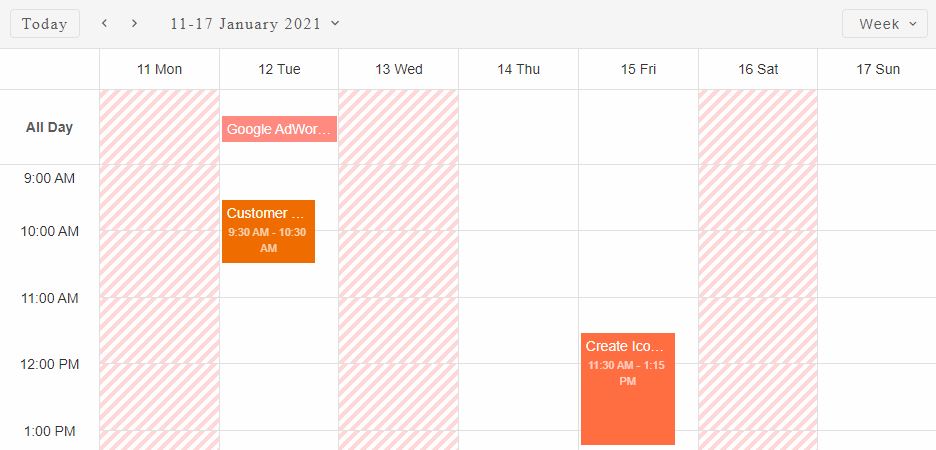 Today
11-17 January 2021
Week
11 Mon
12 Tue
13 Wed
14 Thu
15 Fri
16 Sat
17 Sun
All Day
Google AdWor...
9:00 AM
Customer ...
9:30 AM - 10:30
AM
10:00 AM
11:00 AM
Create Ico...
11:30 AM - 1:15
PM
12:00 PM
1:00 PM